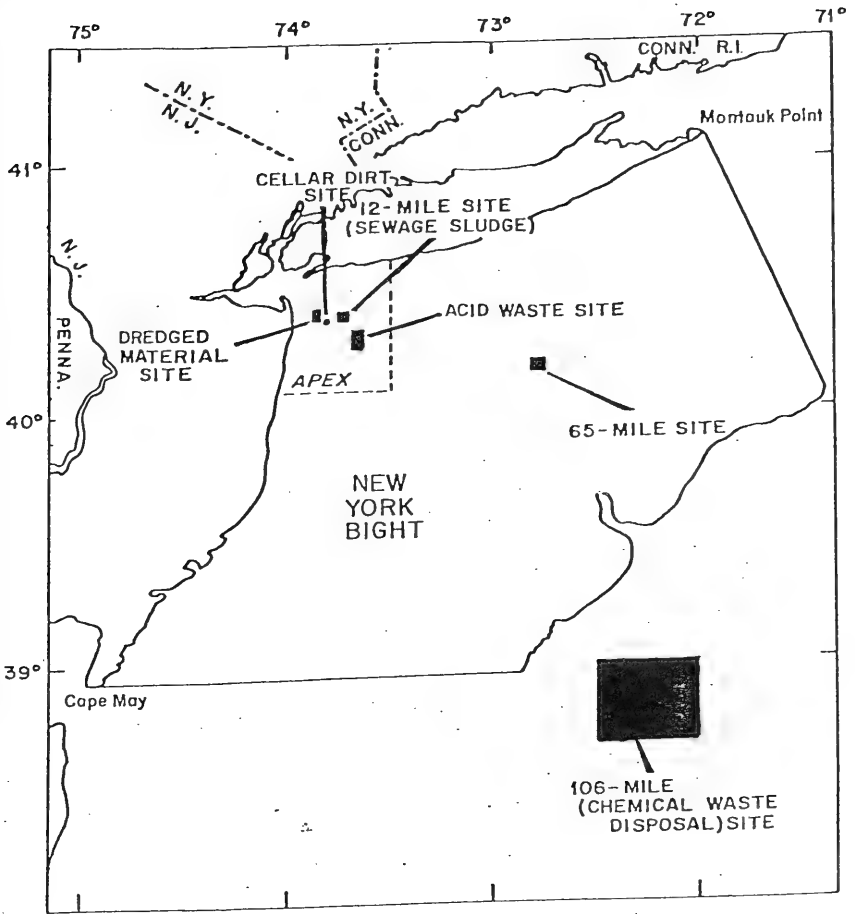 75° 74° 73° 72° 71°
CONN. R.I.
N.Y.
N.J.
N.Y.
CONN.
Montauk Point
41°
CELLAR DIRT
SITE
12-MILE SITE
(SEWAGE SLUDGE)
N.J.
PENNA.
ACID WASTE SITE
DREDGED
MATERIAL
SITE
APEX
40°
65-MILE SITE
NEW
YORK
BIGHT
39°
Cape May
106-MILE
(CHEMICAL WASTE
DISPOSAL) SITE